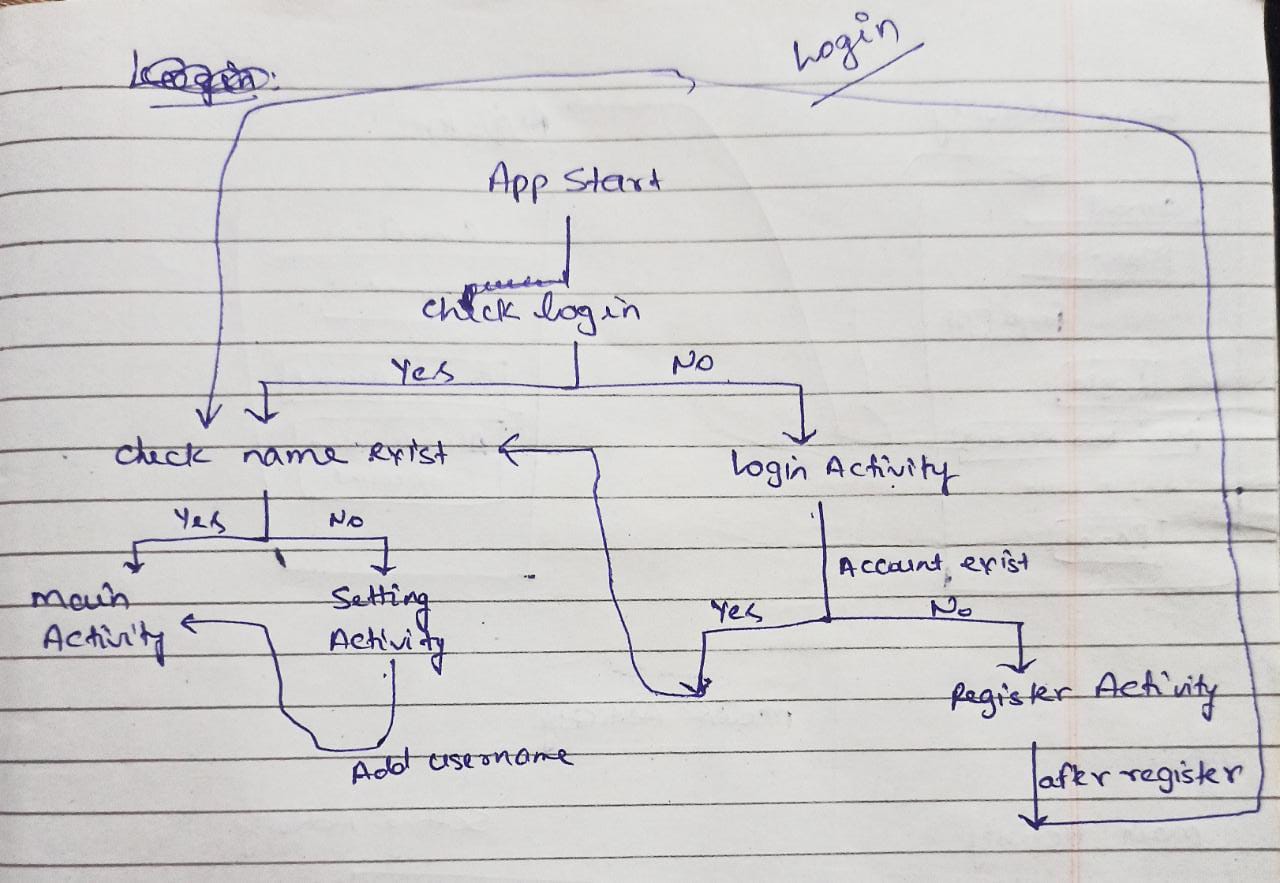 Login
App Start
check login
Yes
No
check name exist
Login Activity
Yes
No
Account exist
Main
Activity
Setting
Activity
Yes
No
Register Activity
Add username
after register